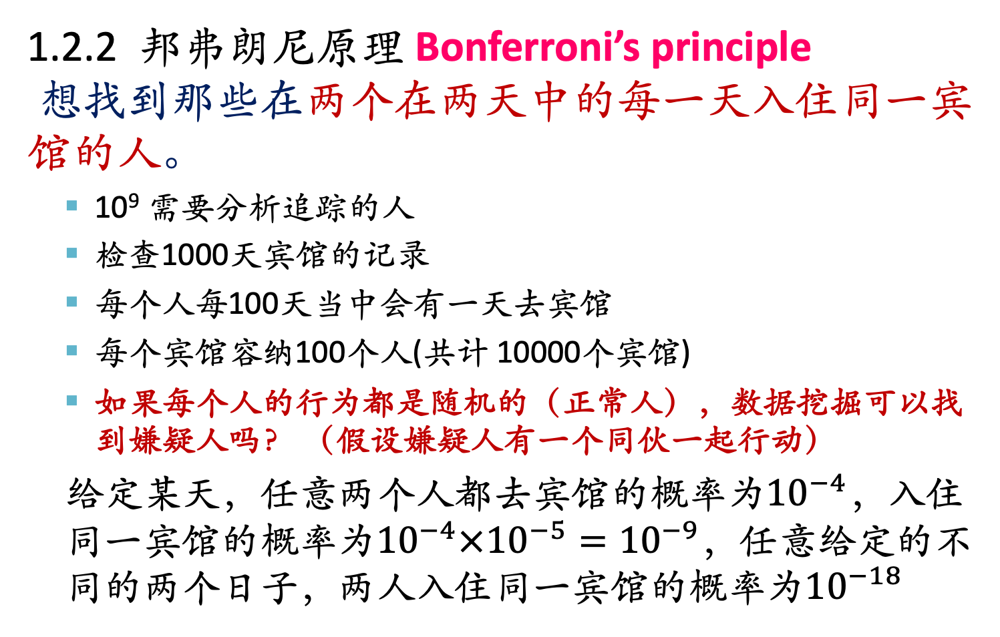 1.2.2 邦弗朗尼原理 Bonferroni’s principle
想找到那些在两个在两天中的每一天入住同一宾
馆的人。
10⁹ 需要分析追踪的人
检查1000天宾馆的记录
每个人每100天当中会有一天去宾馆
每个宾馆容纳100个人(共计 10000个宾馆)
如果每个人的行为都是随机的（正常人），数据挖掘可以找
到嫌疑人吗？（假设嫌疑人有一个同伙一起行动）
给定某天，任意两个人都去宾馆的概率为10⁻⁴，入住
同一宾馆的概率为10⁻⁴×10⁻⁵ = 10⁻⁹，任意给定的不
同的两个日子，两人入住同一宾馆的概率为10⁻¹⁸